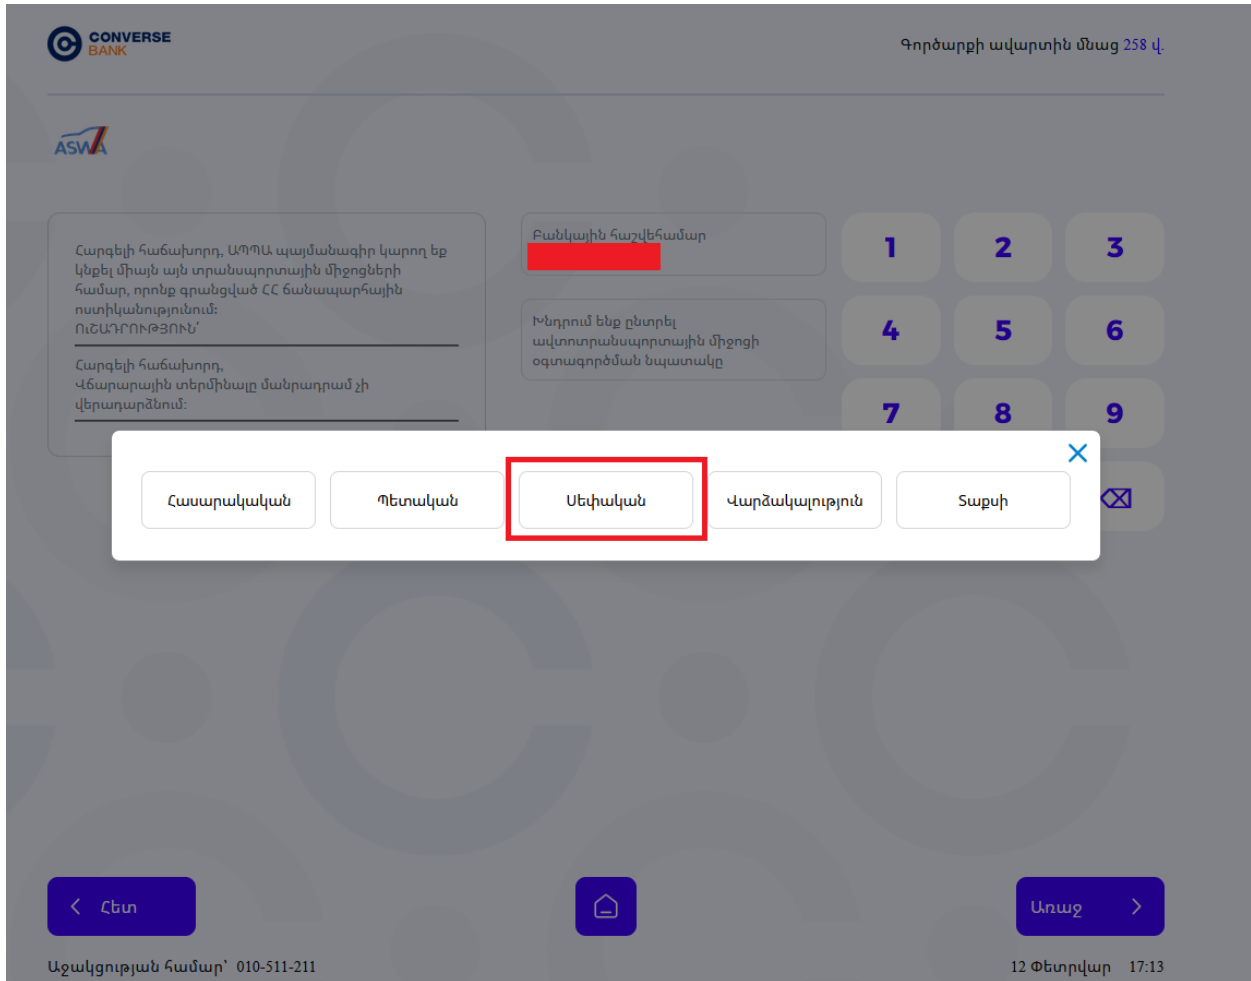 CONVERSE
BANK
Գործարքի ավարտին մնաց 258 վ.
ASWA
Հարգելի հաճախորդ, ԱՊՊԱ պայմանագիր կարող եք
կնքել միայն այն տրանսպորտային միջոցների
համար, որոնք գրանցված ՀՀ ճանապարհային
ոստիկանությունում:
ՈւՇԱԴՐՈՒԹՅՈՒՆ՛
Հարգելի հաճախորդ,
Վճարարային տերմինալը մանրադրամ չի
վերադարձնում:
Բանկային հաշվեհամար
Խնդրում ենք ընտրել
ավտոտրանսպորտային միջոցի
օգտագործման նպատակը
1 2 3
4 5 6
7 8 9
Հասարակական
Պետական
Սեփական
Վարձակալություն
Տաքսի
Հետ
Առաջ
Աջակցության համար՝ 010-511-211
12 Փետրվար 17:13